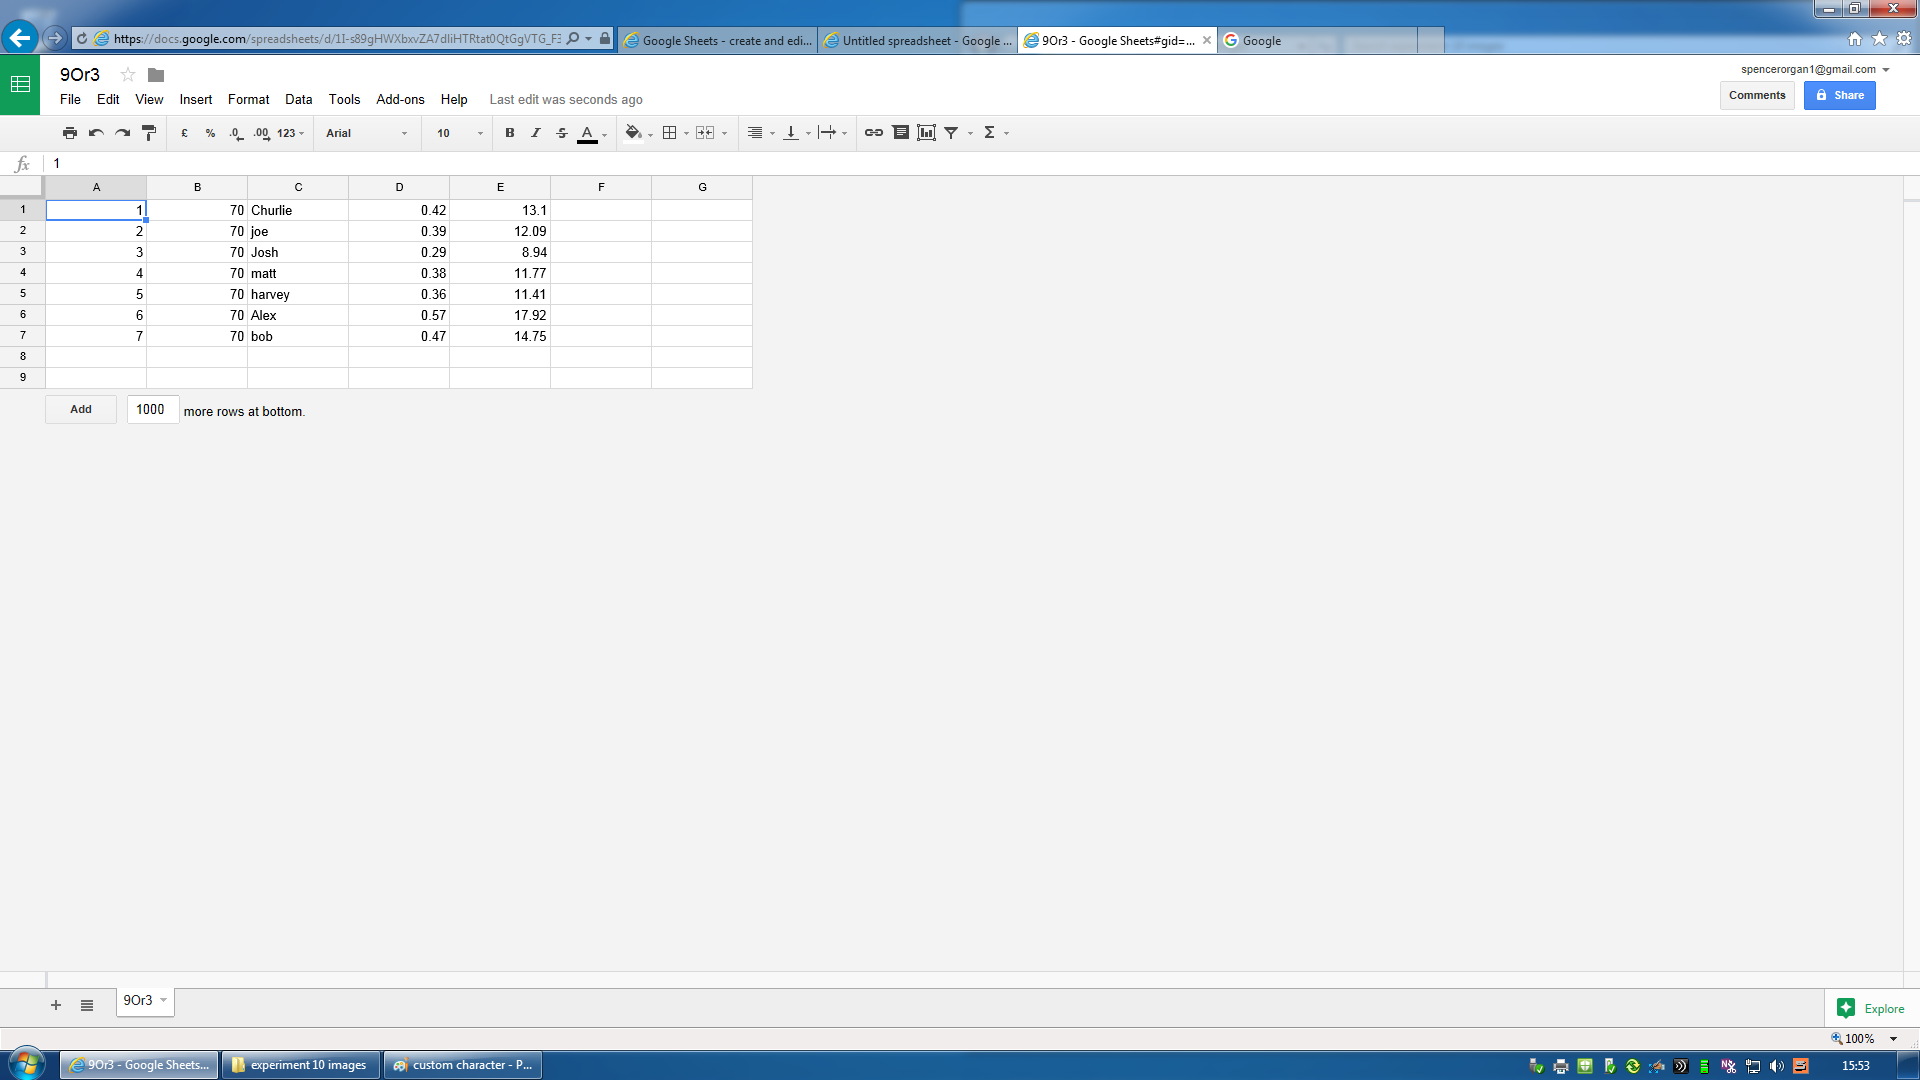 https://docs.google.com/spreadsheets/d/
Google Sheets - create and edi...
Untitled spreadsheet - Google ...
9Or3 - Google Sheets#gid=...
Google
9Or3
spencerorgan1@gmail.com
File Edit View Insert Format Data Tools Add-ons Help Last edit was seconds ago
Comments
Share
£ % .0 .00 123 Arial 10 B I S A Σ
fx 1
A B C D E F G
1 1 70 Churlie 0.42 13.1
2 2 70 joe 0.39 12.09
3 3 70 Josh 0.29 8.94
4 4 70 matt 0.38 11.77
5 5 70 harvey 0.36 11.41
6 6 70 Alex 0.57 17.92
7 7 70 bob 0.47 14.75
8
9
Add 1000 more rows at bottom.
+ 9Or3
Explore
100%
9Or3 - Google Sheets...
experiment 10 images
custom character - P...
15:53